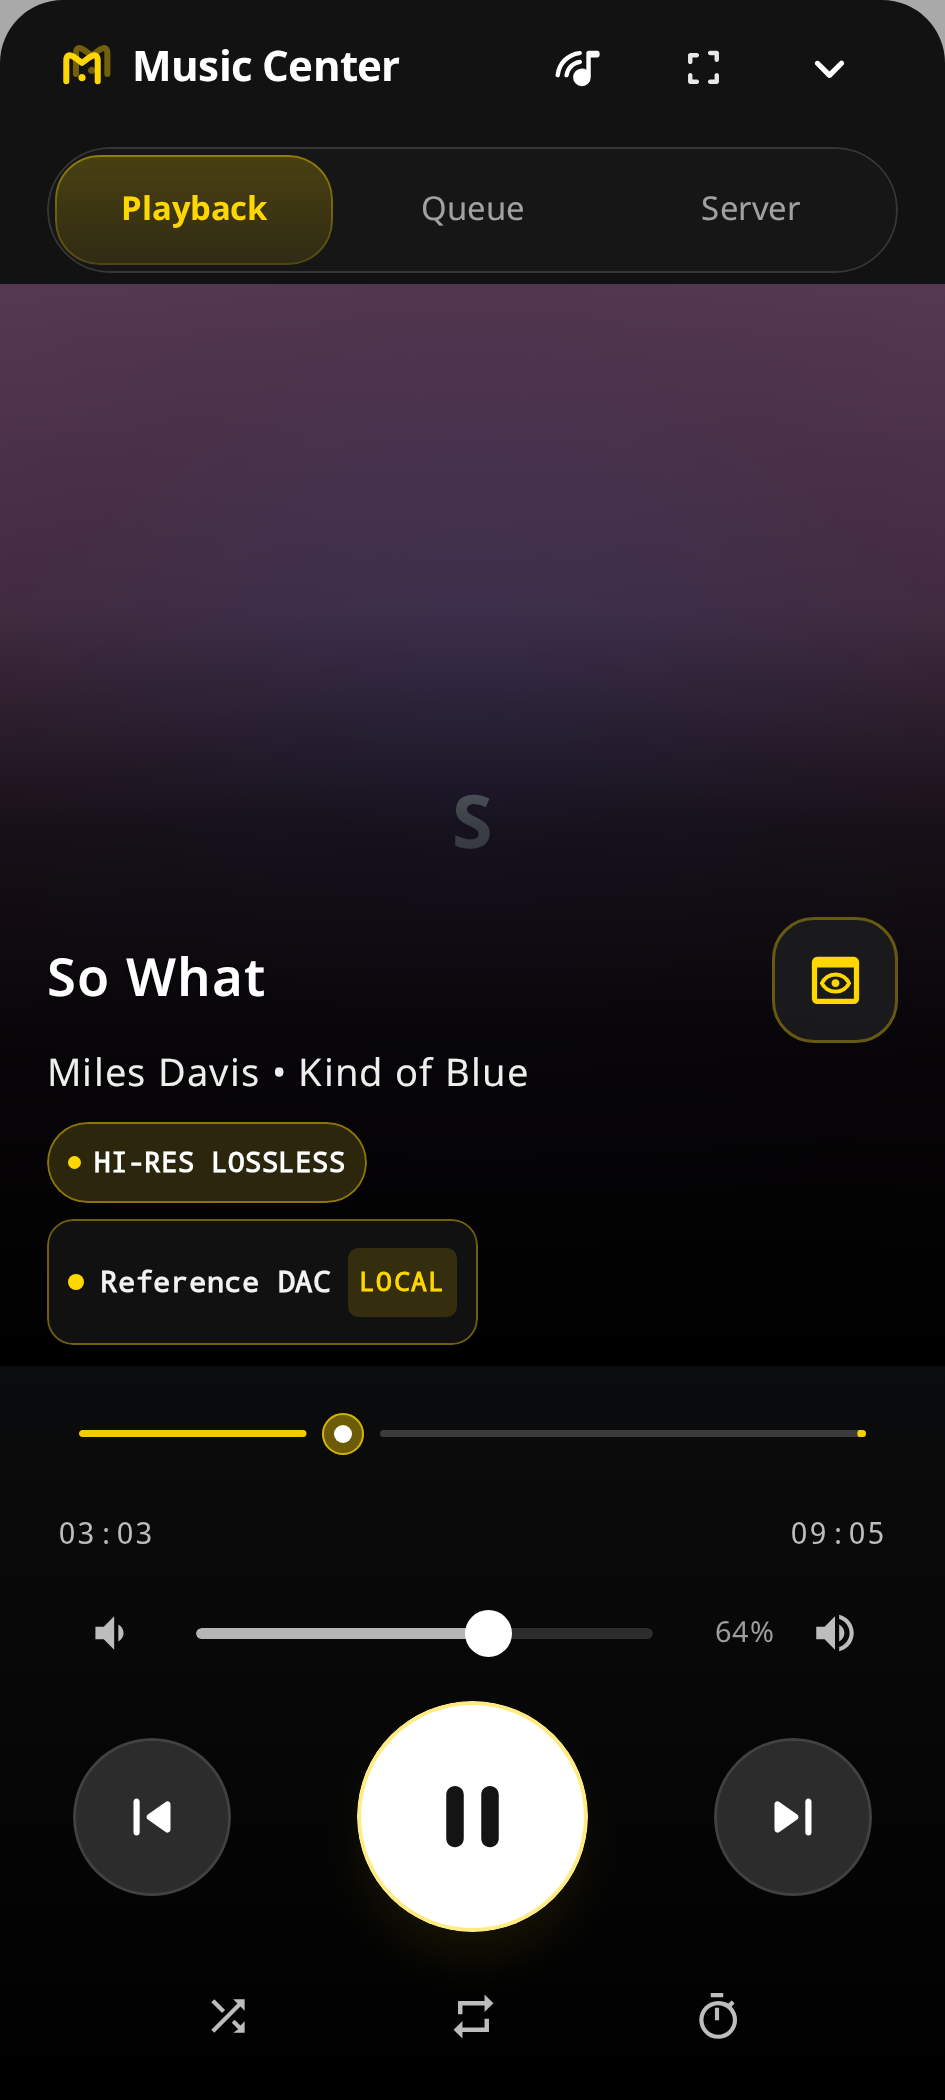 Music Center
Playback
Queue
Server
S
So What
Miles Davis • Kind of Blue
HI-RES LOSSLESS
Reference DAC LOCAL
03:03
09:05
64%